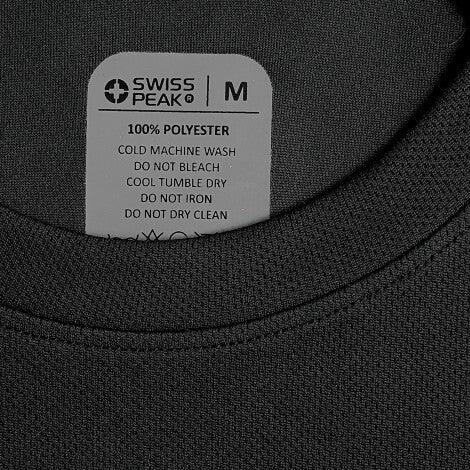 SWISS
PEAK® | M
100% POLYESTER
COLD MACHINE WASH
DO NOT BLEACH
COOL TUMBLE DRY
DO NOT IRON
DO NOT DRY CLEAN